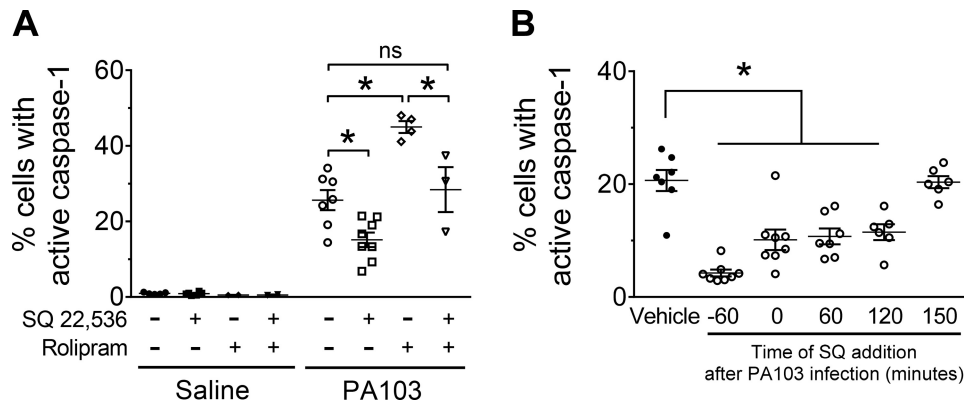 A
% cells with
active caspase-1
60
40
20
0
ns
*
*
*
SQ 22,536 - + - + - + - +
Rolipram - - + + - - + +
Saline PA103
B
% cells with
active caspase-1
40
20
0
*
Vehicle -60 0 60 120 150
Time of SQ addition
after PA103 infection (minutes)